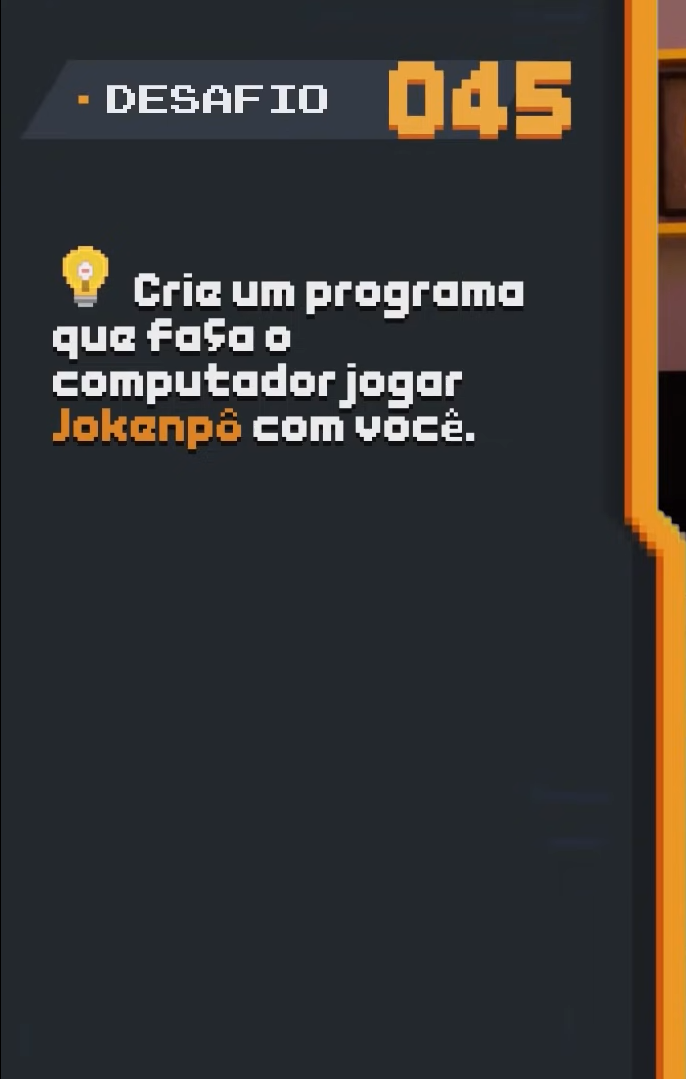 DESAFIO 045
Crie um programa
que faça o
computador jogar
Jokenpô com você.